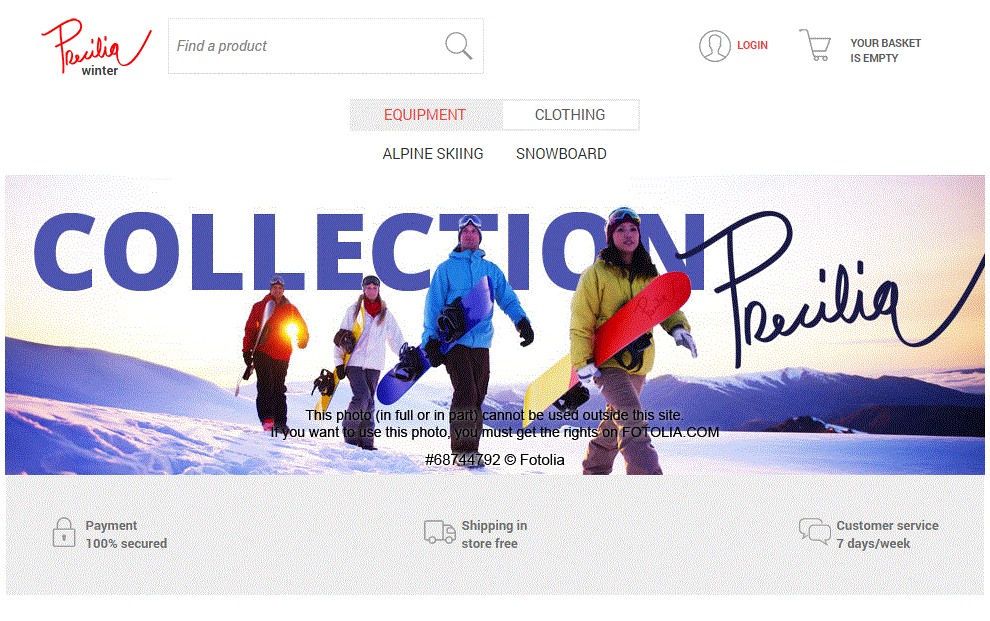 Precilia
winter
Find a product
LOGIN
YOUR BASKET
IS EMPTY
EQUIPMENT
CLOTHING
ALPINE SKIING
SNOWBOARD
COLLECTION
Precilia
This photo (in full or in part) cannot be used outside this site.
If you want to use this photo, you must get the rights on FOTOLIA.COM
#68744792 © Fotolia
Payment
100% secured
Shipping in
store free
Customer service
7 days/week